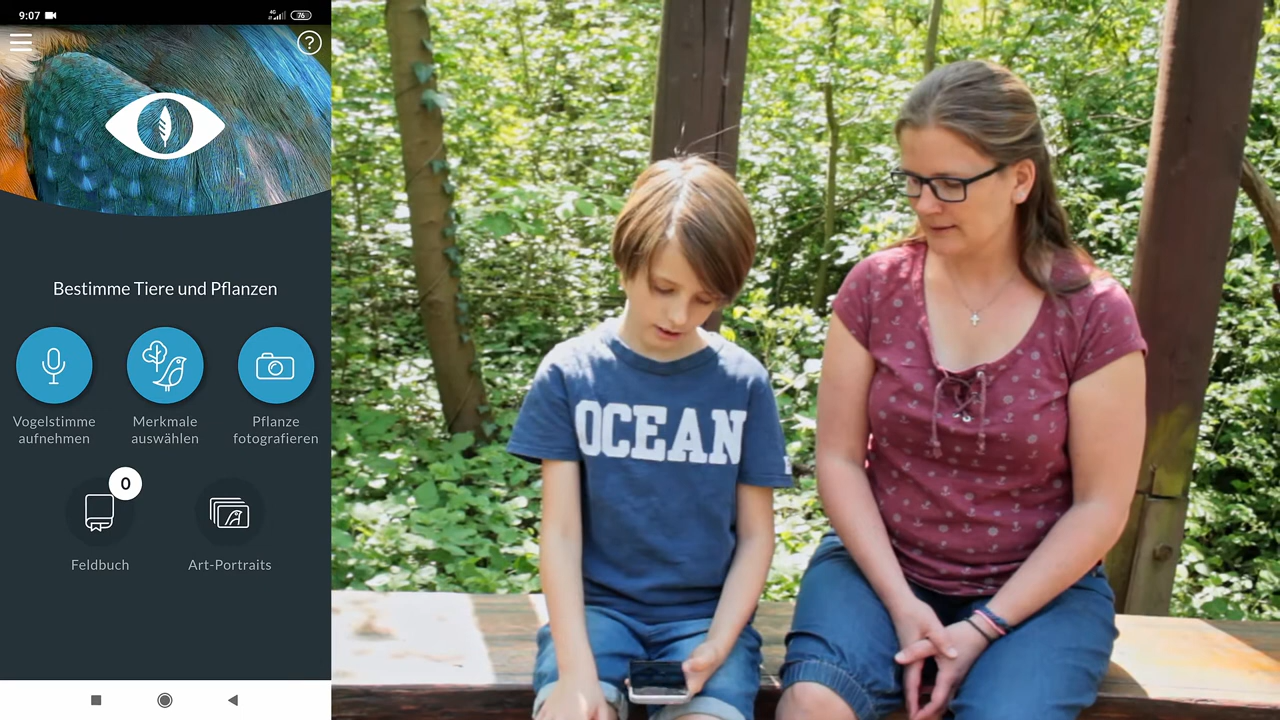 9:07
4G
76
?
Bestimme Tiere und Pflanzen
Vogelstimme
aufnehmen
Merkmale
auswählen
Pflanze
fotografieren
0
Feldbuch
Art-Portraits
OCEAN